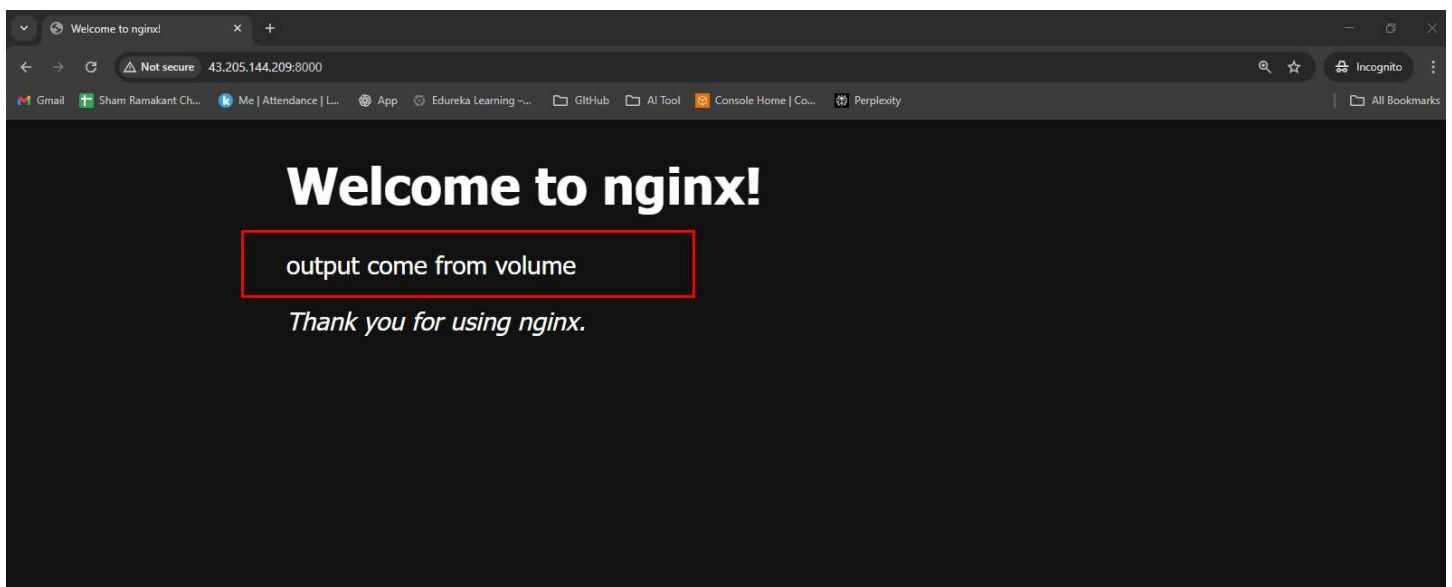 Welcome to nginx!
Not secure 43.205.144.209:8000 Incognito
Gmail Sham Ramakant Ch... Me | Attendance | L... App Edureka Learning –... GItHub AI Tool Console Home | Co... Perplexity All Bookmarks
Welcome to nginx!
output come from volume
Thank you for using nginx.